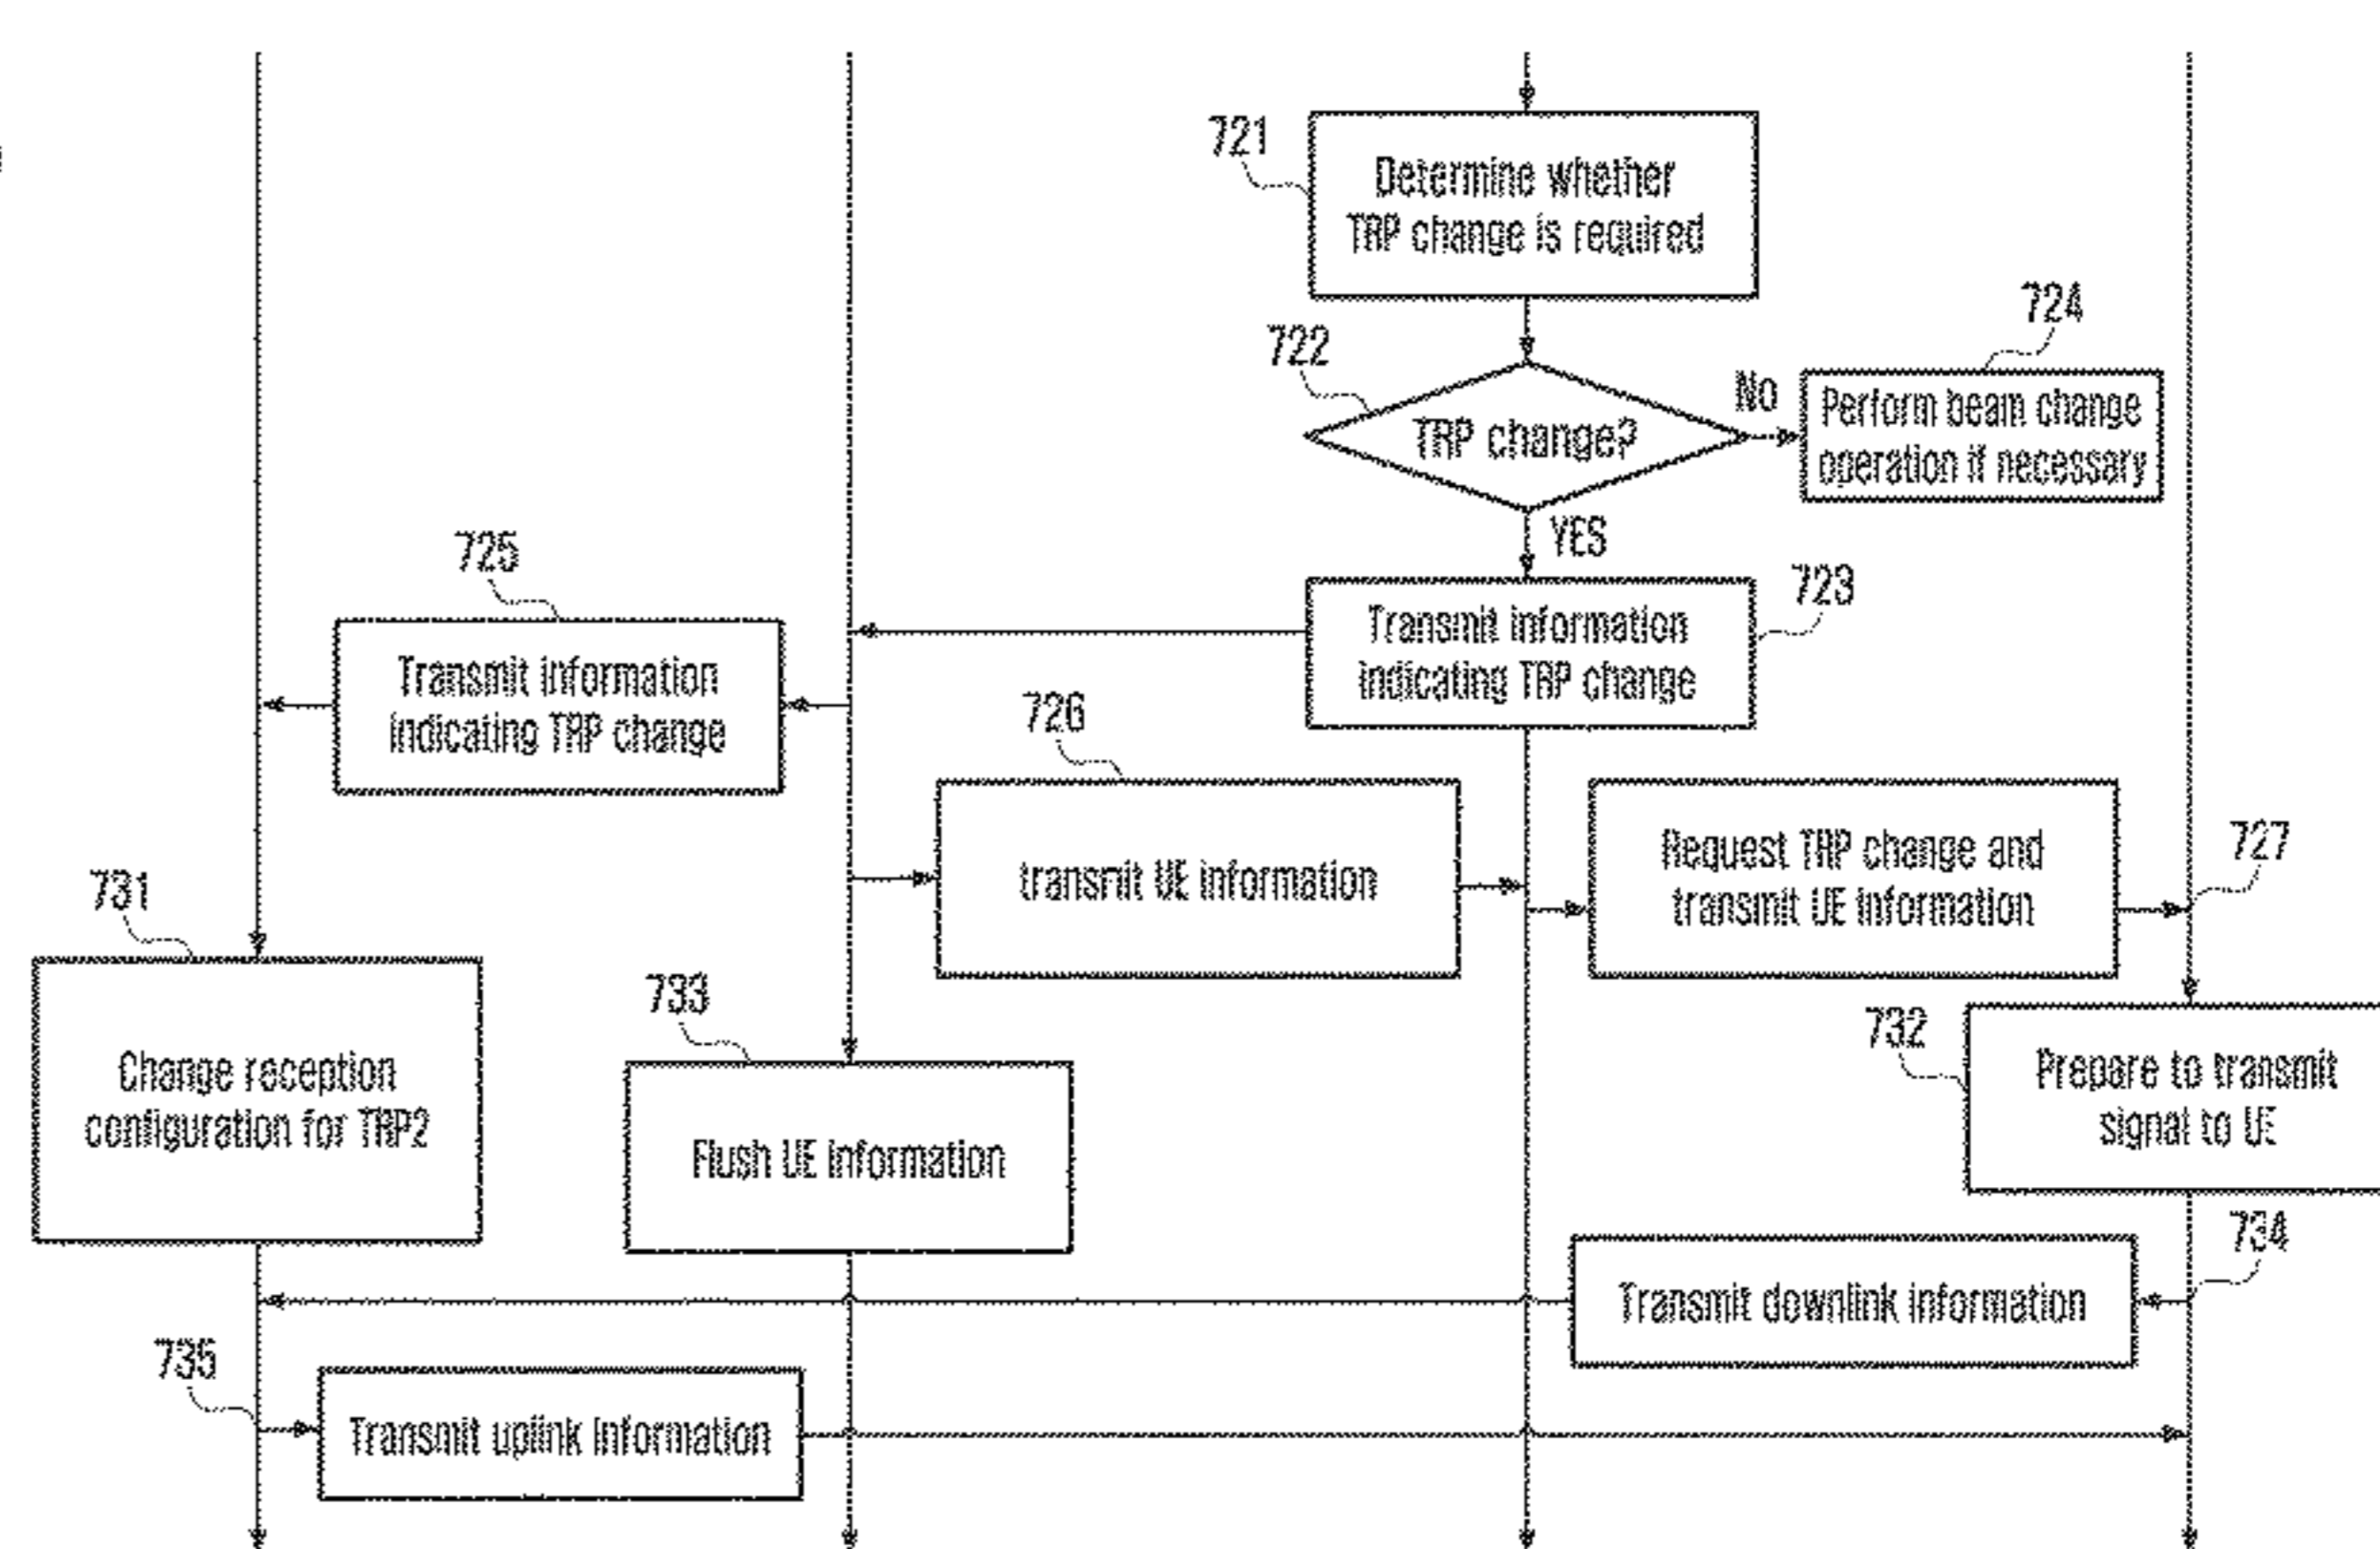 721
Determine whether
TRP change is required
724
722
No
Perform beam change
operation if necessary
TRP change?
YES
725
723
Transmit information
indicating TRP change
Transmit information
indicating TRP change
726
727
Request TRP change and
transmit UE information
transmit UE information
731
733
732
Change reception
configuration for TRP2
Prepare to transmit
signal to UE
Flush UE information
734
Transmit downlink information
735
Transmit uplink information